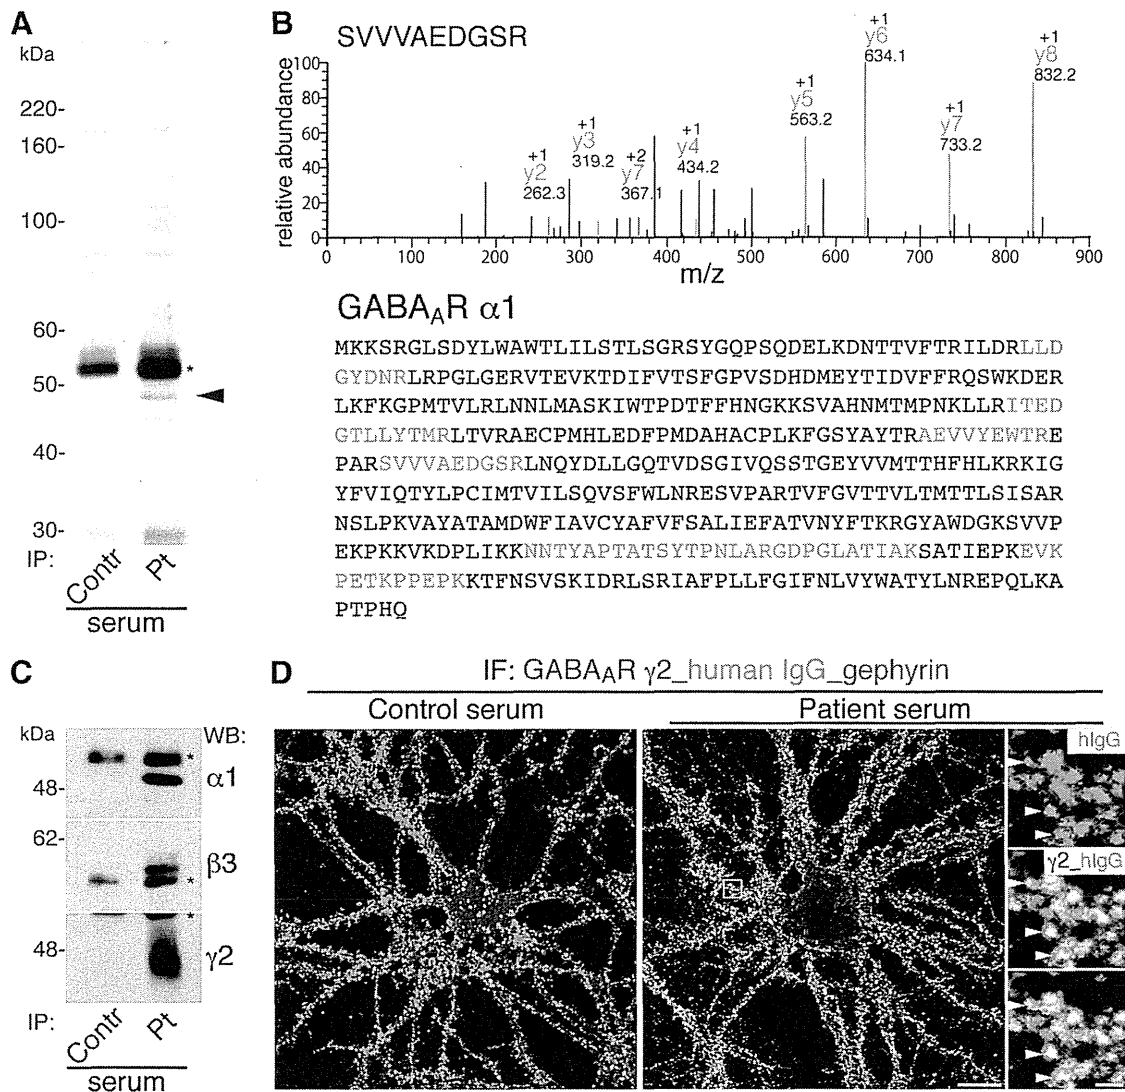 A
kDa
220-
160-
100-
60-
50-
40-
30-
*
IP:
Contr
Pt
serum
B
SVVVAEDGSR
relative abundance
100
80
60
40
20
0
0 100 200 300 400 500 600 700 800 900
m/z
+1
y2
262.3
+1
y3
319.2
+2
y7
367.1
+1
y4
434.2
+1
y5
563.2
+1
y6
634.1
+1
y7
733.2
+1
y8
832.2
GABAAR α1
MKKSRGLSDYLWAWTLILSTLSGRSYGQPSQDELKDNTTVFTRILDRLLD
GYDNRLRPGLGERVTEVKTDIFVTSFGPVSDHDMEYTIDVFFRQSWKDER
LKFKGPMTVLRLNNLMASKIWTPDTFFHNGKKSVAHNMTMPNKLLRITED
GTLLYTMRLTVRAECPMHLEDFPMDAHACPLKFGSYAYTRAEVVYEWTRE
PARSVVVAEDGSRLNQYDLLGQTVDSGIVQSSTGEYVVMTTHFHLKRKIG
YFVIQTYLPCIMTVILSQVSFWLNRESVPARTVFGVTTVLTMTTLSISAR
NSLPKVAYATAMDWFIAVCYAFVFSALIEFATVNYFTKRGYAWDGKSVVP
EKPKKVKDPLIKKNNTYAPTATSYTPNLARGDPGLATIAKSATIEPKEVK
PETKPPEPKKTFNSVSKIDRLSRIAFPLLFGIFNLVYWATYLNREPQLKA
PTPHQ
C
kDa
WB:
48-
*
α1
62-
β3
*
*
48-
γ2
IP:
Contr
Pt
serum
D
IF: GABAAR γ2_human IgG_gephyrin
Control serum
Patient serum
hIgG
γ2_hIgG